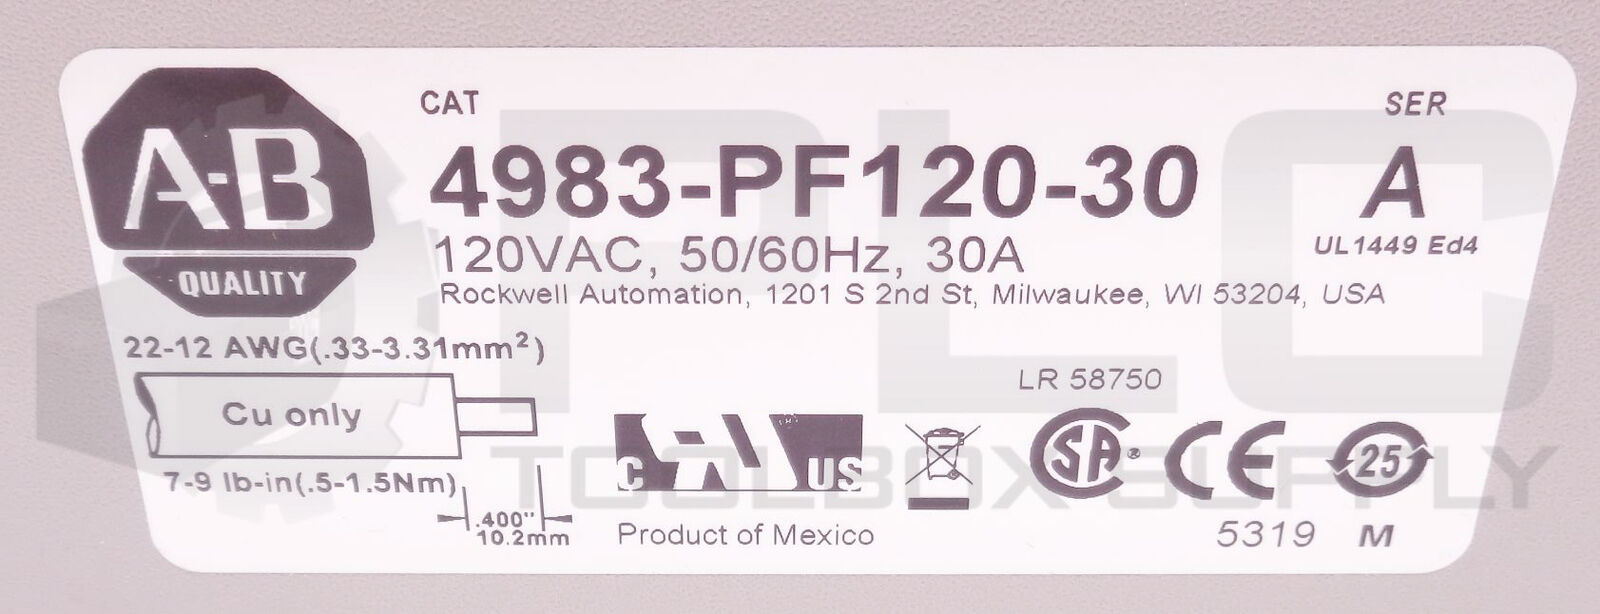 CAT
SER
A-B
QUALITY
4983-PF120-30
A
120VAC, 50/60Hz, 30A
UL1449 Ed4
Rockwell Automation, 1201 S 2nd St, Milwaukee, WI 53204, USA
22-12 AWG(.33-3.31mm²)
Cu only
7-9 lb-in(.5-1.5Nm)
.400"
10.2mm
LR 58750
C US
SA ®
CE
25
Product of Mexico
5319 M
PLC
TOOLBOX SUPPLY